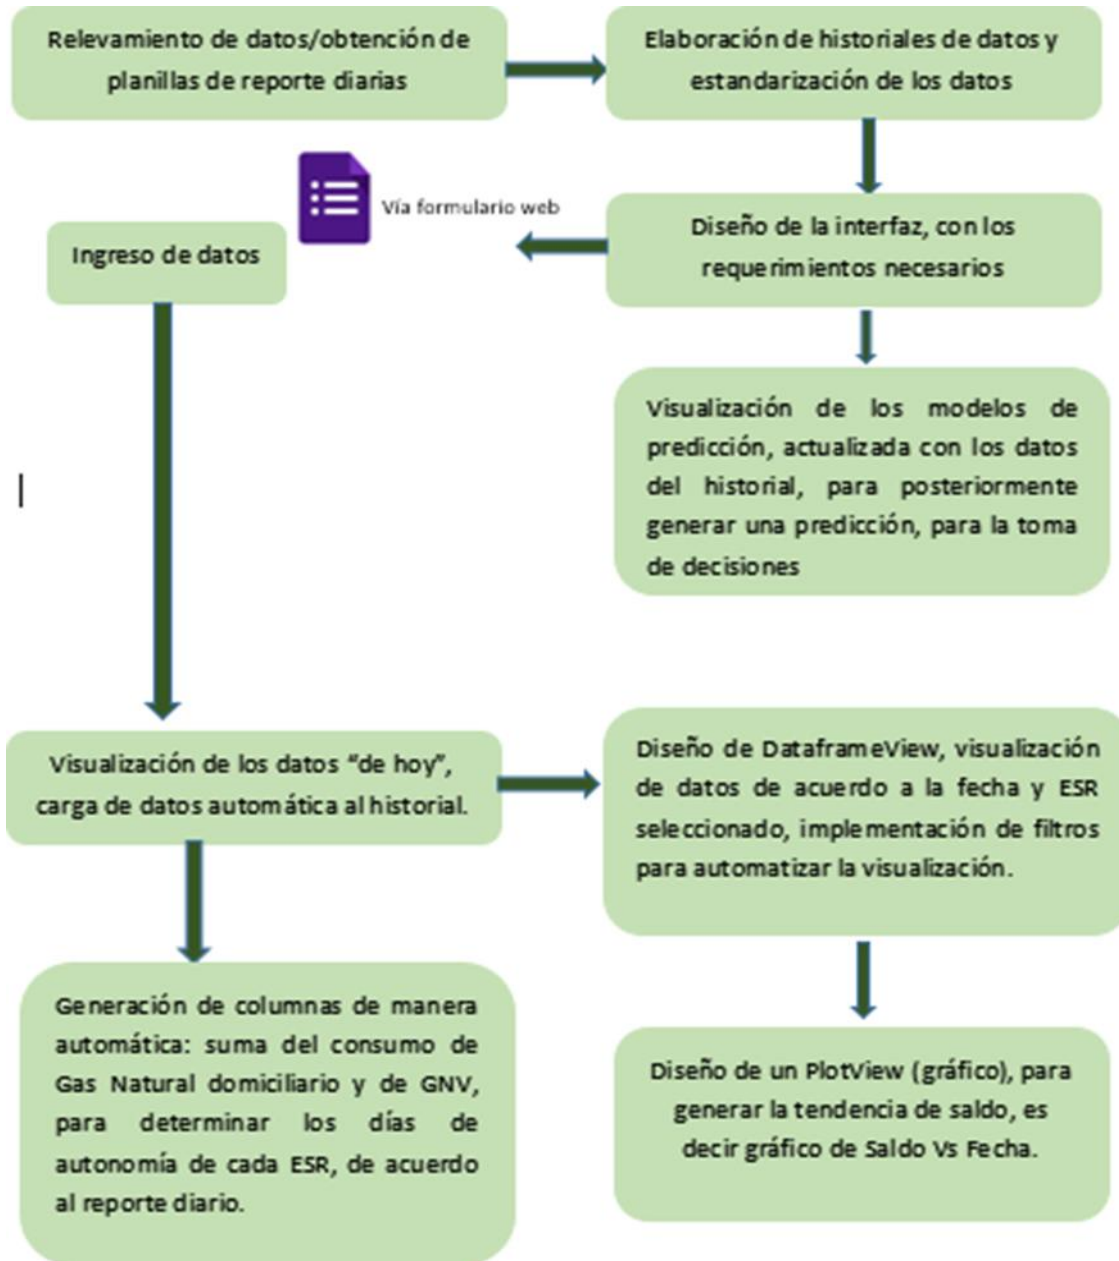 Relevamiento de datos/obtención de
planillas de reporte diarias
Elaboración de historiales de datos y
estandarización de los datos
Diseño de la interfaz, con los
requerimientos necesarios
Vía formulario web
Ingreso de datos
Visualización de los modelos de
predicción, actualizada con los datos
del historial, para posteriormente
generar una predicción, para la toma
de decisiones
Visualización de los datos “de hoy”,
carga de datos automática al historial.
Diseño de DataframeView, visualización
de datos de acuerdo a la fecha y ESR
seleccionado, implementación de filtros
para automatizar la visualización.
Generación de columnas de manera
automática: suma del consumo de
Gas Natural domiciliario y de GNV,
para determinar los días de
autonomía de cada ESR, de acuerdo
al reporte diario.
Diseño de un PlotView (gráfico), para
generar la tendencia de saldo, es
decir gráfico de Saldo Vs Fecha.